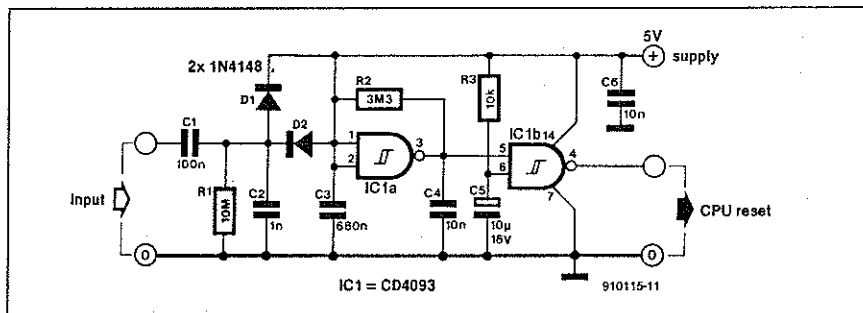 5V
supply
2x 1N4148
R2
3M3
R3
10k
C6
10n
D1
D2
C1
100n
IC1b
14
1
2
3
5
6
4
7
IC1a
Input
R1
10M
C2
1n
C3
680n
C4
10n
C5
10µ
16V
CPU reset
0
0
IC1 = CD4093
910115-11